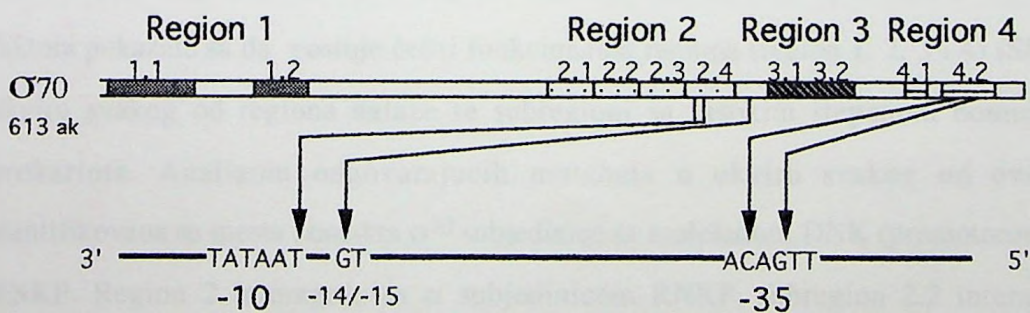 Region 1 Region 2 Region 3 Region 4
1.1 1.2 2.1 2.2 2.3 2.4 3.1 3.2 4.1 4.2
σ70
613 ak
3' TATAAT GT ACAGTT 5'
-10 -14/-15 -35